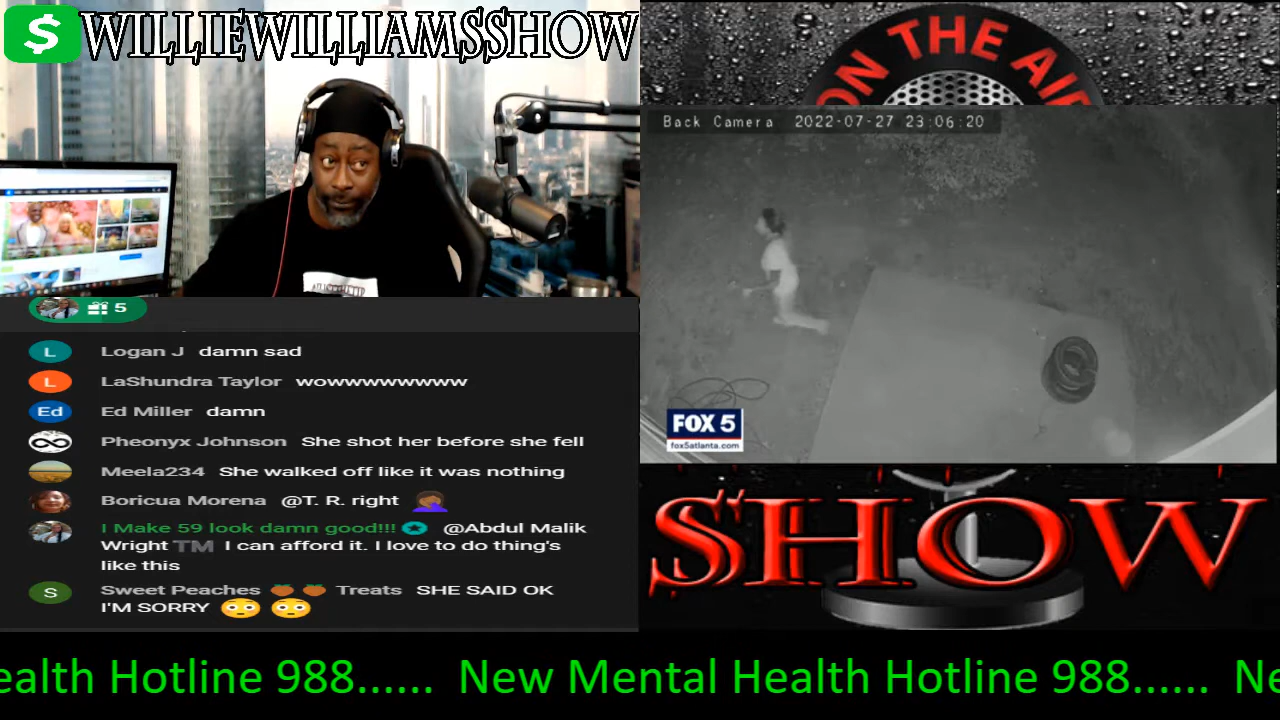 $ WILLIEWILLIAMSSHOW
ON THE AIR
Back Camera 2022-07-27 23:06:20
FOX 5
fox5atlanta.com
SHOW
5
L Logan J damn sad
L LaShundra Taylor wowwwwwwww
Ed Ed Miller damn
Pheonyx Johnson She shot her before she fell
Meela234 She walked off like it was nothing
Boricua Morena @T. R. right 🤦🏾‍♀️
I Make 59 look damn good!!! @Abdul Malik
Wright ™️ I can afford it. I love to do thing's
like this
S Sweet Peaches 🍑 🍑 Treats SHE SAID OK
I'M SORRY 😳 😳
ealth Hotline 988...... New Mental Health Hotline 988...... Ne